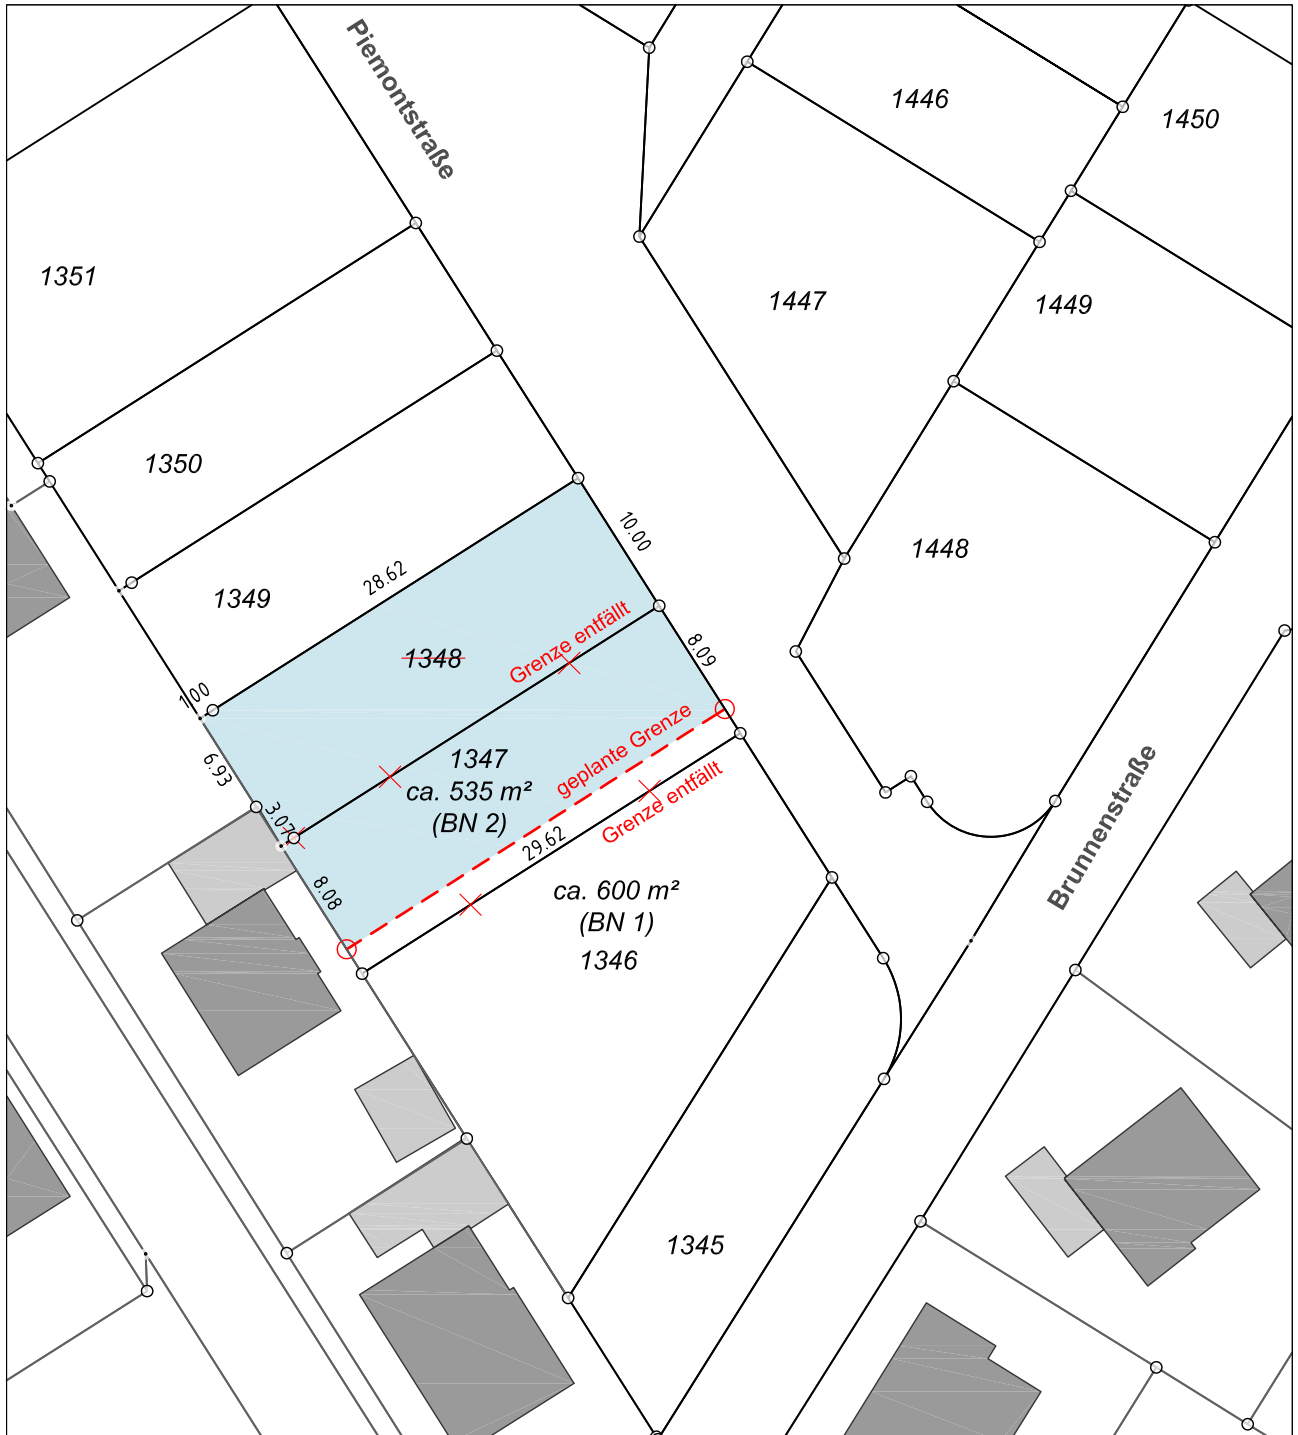 Piemontstraße
1446
1450
1351
1447
1449
1350
10.00
1448
28.62
1349
Grenze entfällt
1348
8.09
1.00
geplante Grenze
6.93
1347
ca. 535 m²
(BN 2)
Grenze entfällt
3.07
29.62
Brunnenstraße
8.08
ca. 600 m²
(BN 1)
1346
1345